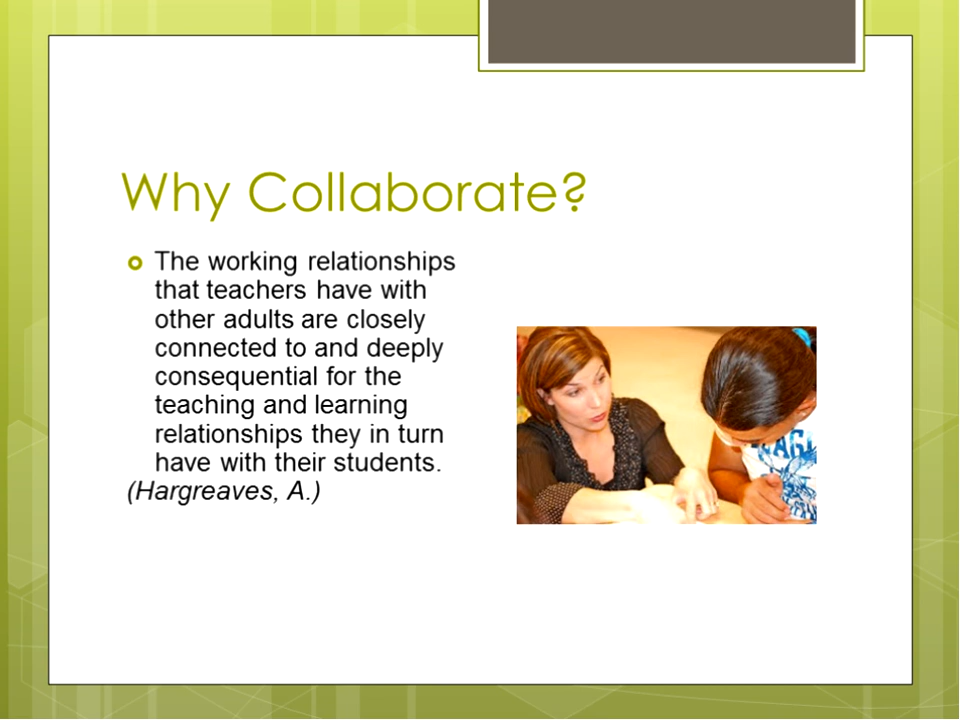 Why Collaborate?
The working relationships
that teachers have with
other adults are closely
connected to and deeply
consequential for the
teaching and learning
relationships they in turn
have with their students.
(Hargreaves, A.)